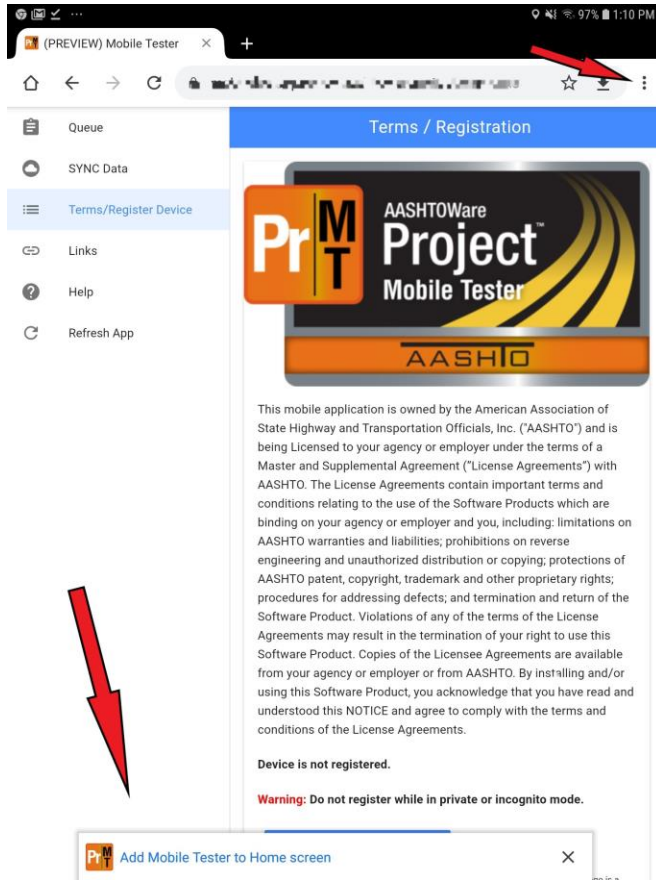 97% 1:10 PM
(PREVIEW) Mobile Tester
Queue
SYNC Data
Terms/Register Device
Links
Help
Refresh App
Terms / Registration
Pr M T
AASHTOWare
Project™
Mobile Tester
AASHTO
This mobile application is owned by the American Association of
State Highway and Transportation Officials, Inc. ("AASHTO") and is
being Licensed to your agency or employer under the terms of a
Master and Supplemental Agreement ("License Agreements") with
AASHTO. The License Agreements contain important terms and
conditions relating to the use of the Software Products which are
binding on your agency or employer and you, including: limitations on
AASHTO warranties and liabilities; prohibitions on reverse
engineering and unauthorized distribution or copying; protections of
AASHTO patent, copyright, trademark and other proprietary rights;
procedures for addressing defects; and termination and return of the
Software Product. Violations of any of the terms of the License
Agreements may result in the termination of your right to use this
Software Product. Copies of the Licensee Agreements are available
from your agency or employer or from AASHTO. By installing and/or
using this Software Product, you acknowledge that you have read and
understood this NOTICE and agree to comply with the terms and
conditions of the License Agreements.
Device is not registered.
Warning: Do not register while in private or incognito mode.
Pr M T Add Mobile Tester to Home screen